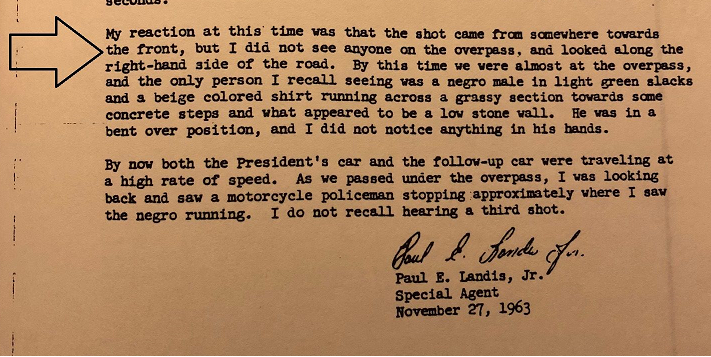 seconds.
My reaction at this time was that the shot came from somewhere towards
the front, but I did not see anyone on the overpass, and looked along the
right-hand side of the road.  By this time we were almost at the overpass,
and the only person I recall seeing was a negro male in light green slacks
and a beige colored shirt running across a grassy section towards some
concrete steps and what appeared to be a low stone wall.  He was in a
bent over position, and I did not notice anything in his hands.
By now both the President's car and the follow-up car were traveling at
a high rate of speed.  As we passed under the overpass, I was looking
back and saw a motorcycle policeman stopping approximately where I saw
the negro running.  I do not recall hearing a third shot.
Paul E. Landis Jr.
Paul E. Landis, Jr.
Special Agent
November 27, 1963